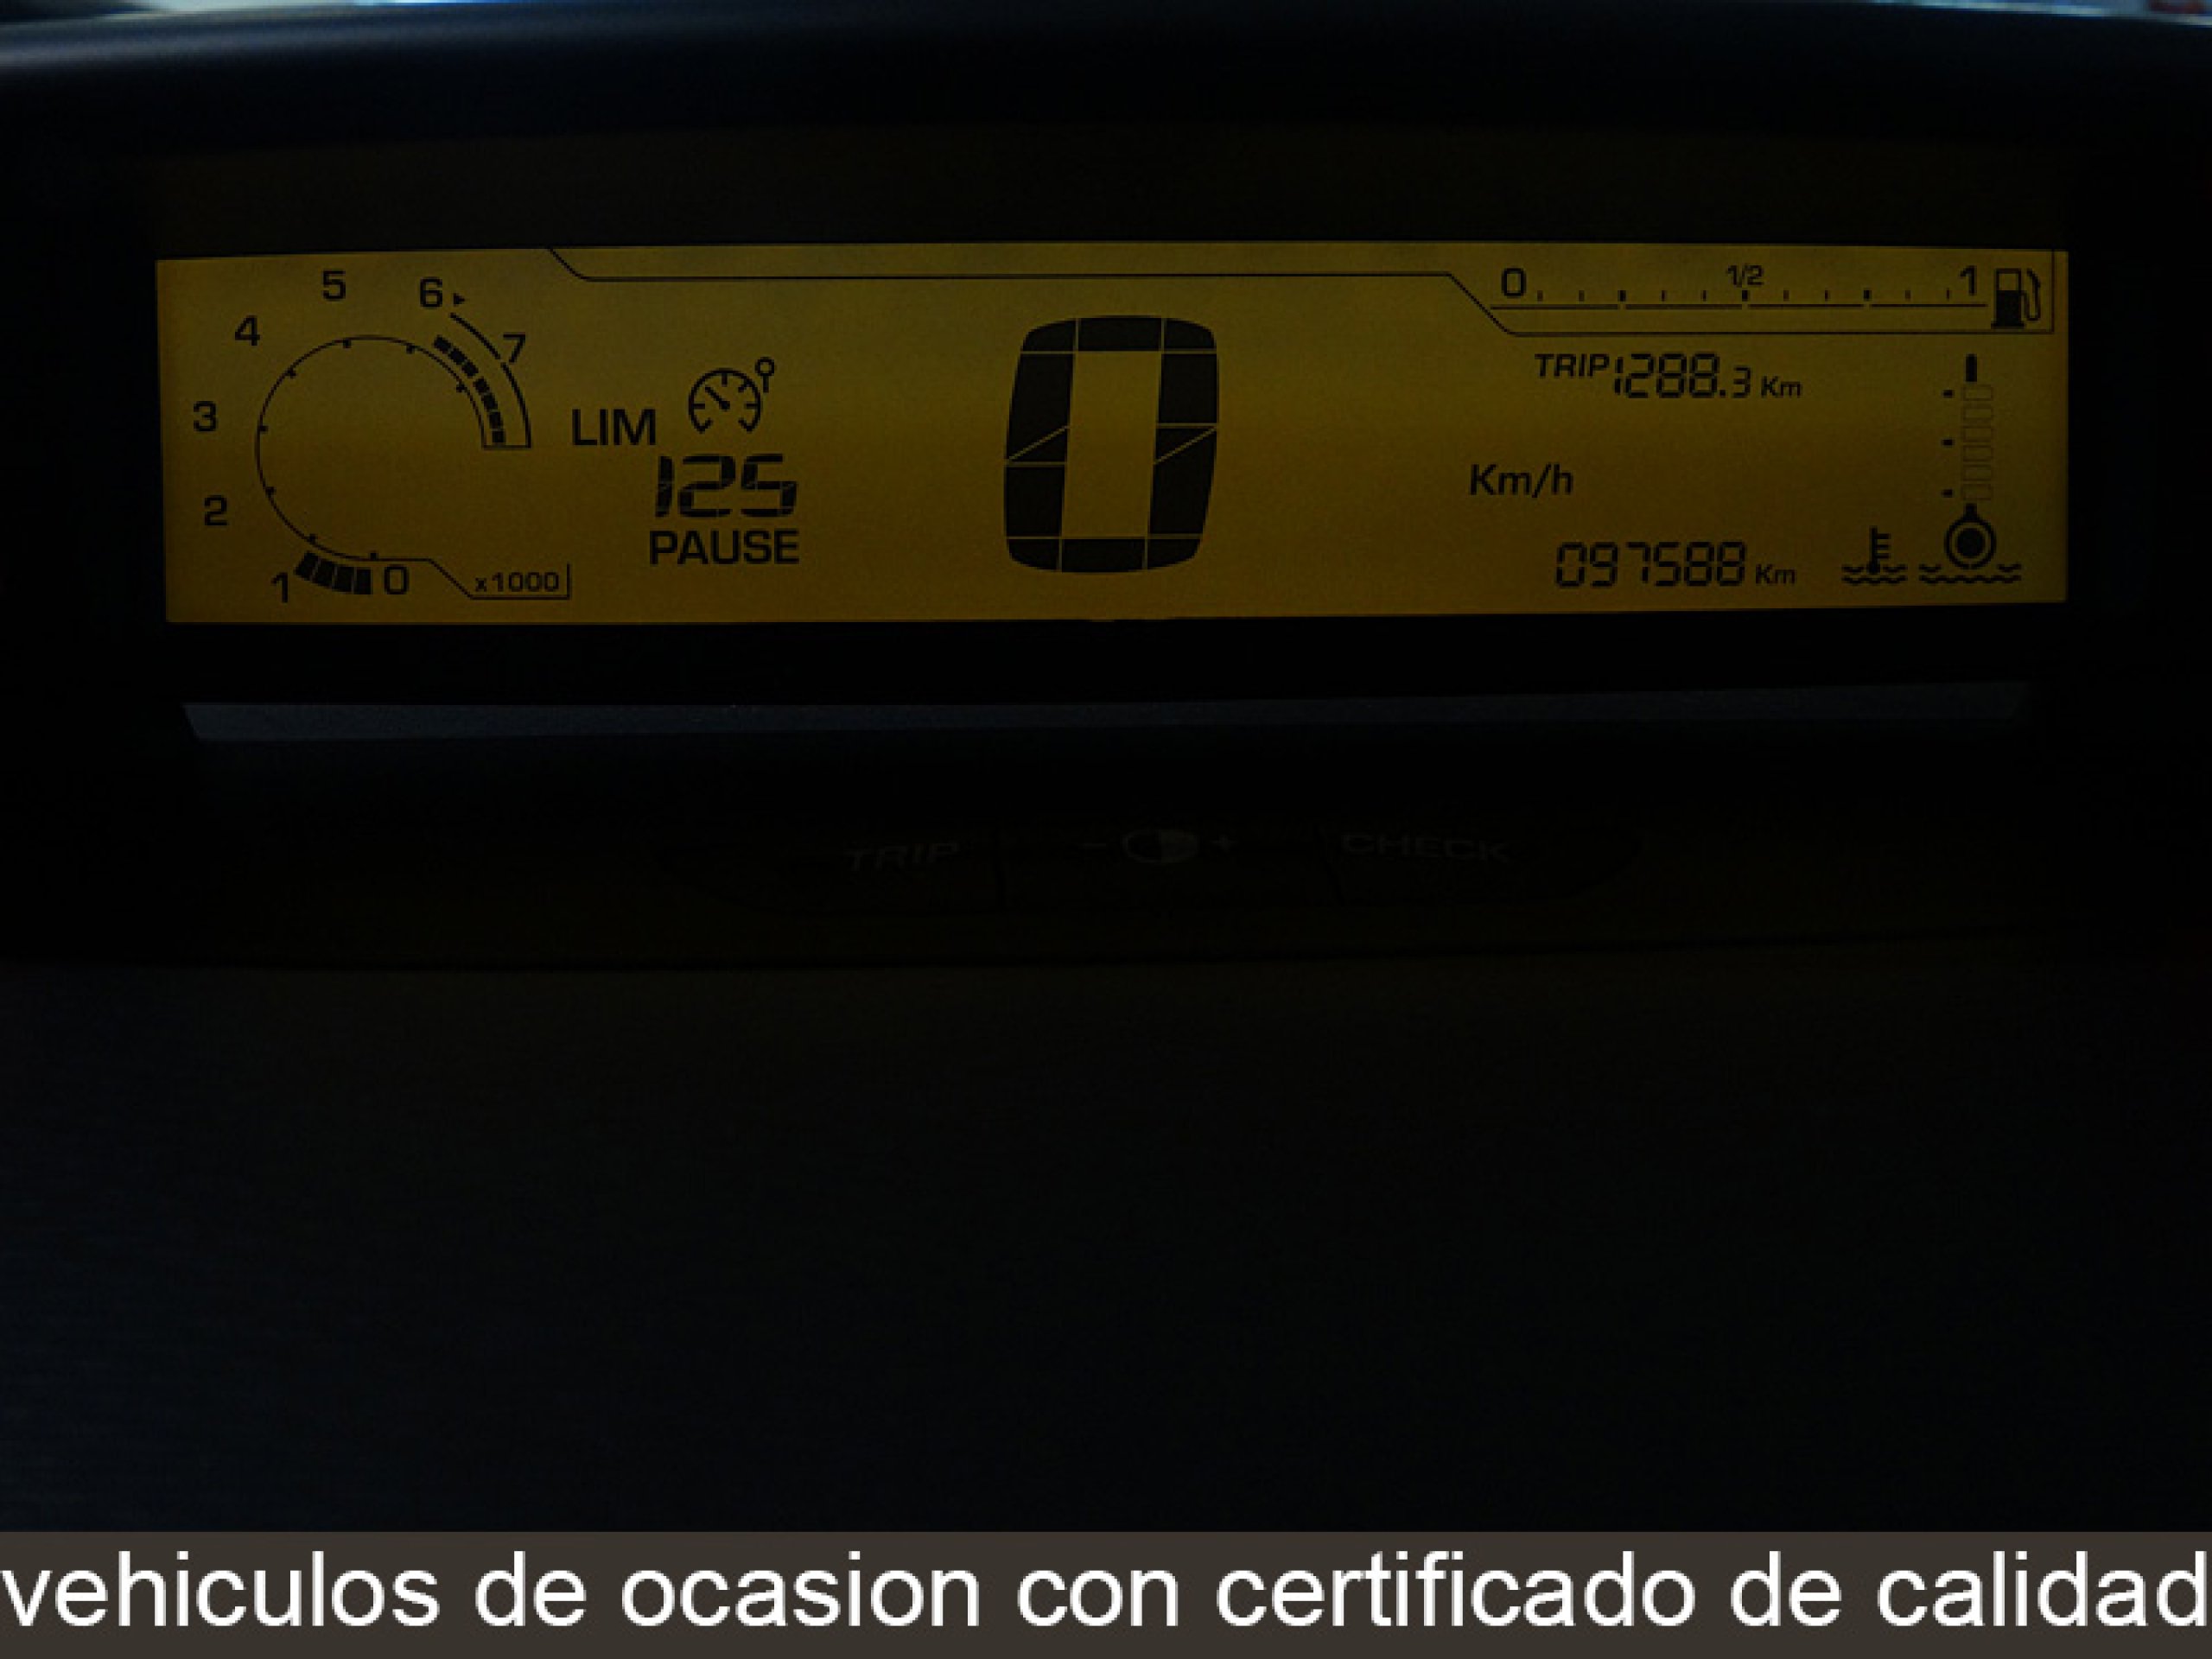 5 6 7
4
3
2
1 0 x1000
LIM
125
PAUSE
0
0 1/2 1
TRIP 1288.3 Km
Km/h
097588 Km
TRIP - + CHECK
vehiculos de ocasion con certificado de calidad